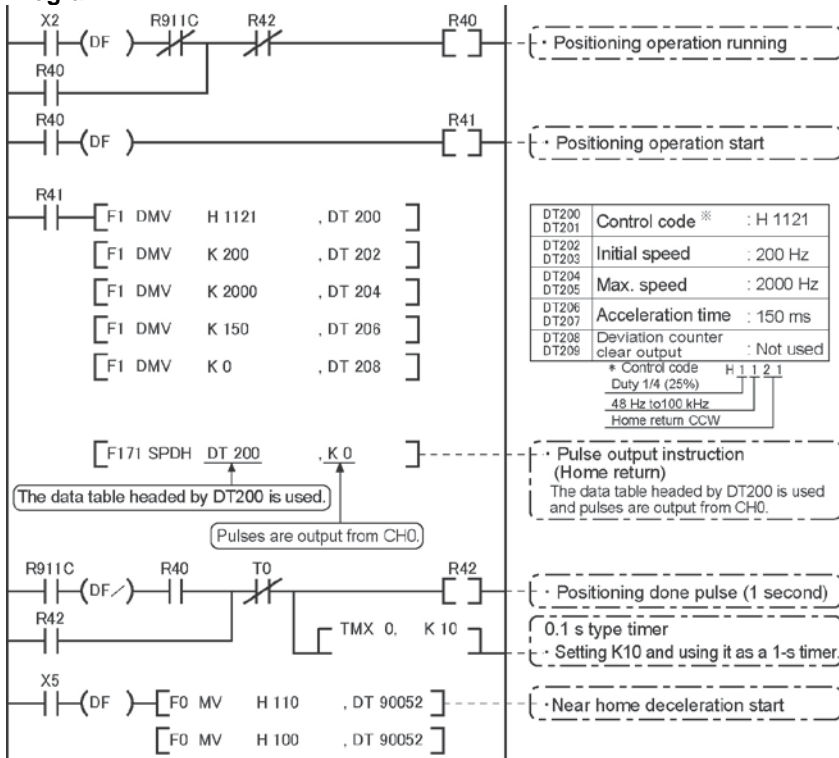 X2 R911C R42 R40
(DF ) · Positioning operation running
R40
R40 R41
(DF ) · Positioning operation start
R41
F1 DMV H 1121 , DT 200
F1 DMV K 200 , DT 202
F1 DMV K 2000 , DT 204
F1 DMV K 150 , DT 206
F1 DMV K 0 , DT 208
DT200 DT201 Control code ※ : H 1121
DT202 DT203 Initial speed : 200 Hz
DT204 DT205 Max. speed : 2000 Hz
DT206 DT207 Acceleration time : 150 ms
DT208 DT209 Deviation counter clear output : Not used
* Control code H 1 1 2 1
Duty 1/4 (25%)
48 Hz to100 kHz
Home return CCW
F171 SPDH DT 200 , K 0
· Pulse output instruction
(Home return)
The data table headed by DT200 is used
and pulses are output from CH0.
The data table headed by DT200 is used.
Pulses are output from CH0.
R911C R40 T0 R42
(DF/) · Positioning done pulse (1 second)
R42
TMX 0, K 10
0.1 s type timer
· Setting K10 and using it as a 1-s timer.
X5
(DF ) F0 MV H 110 , DT 90052 ·Near home deceleration start
F0 MV H 100 , DT 90052